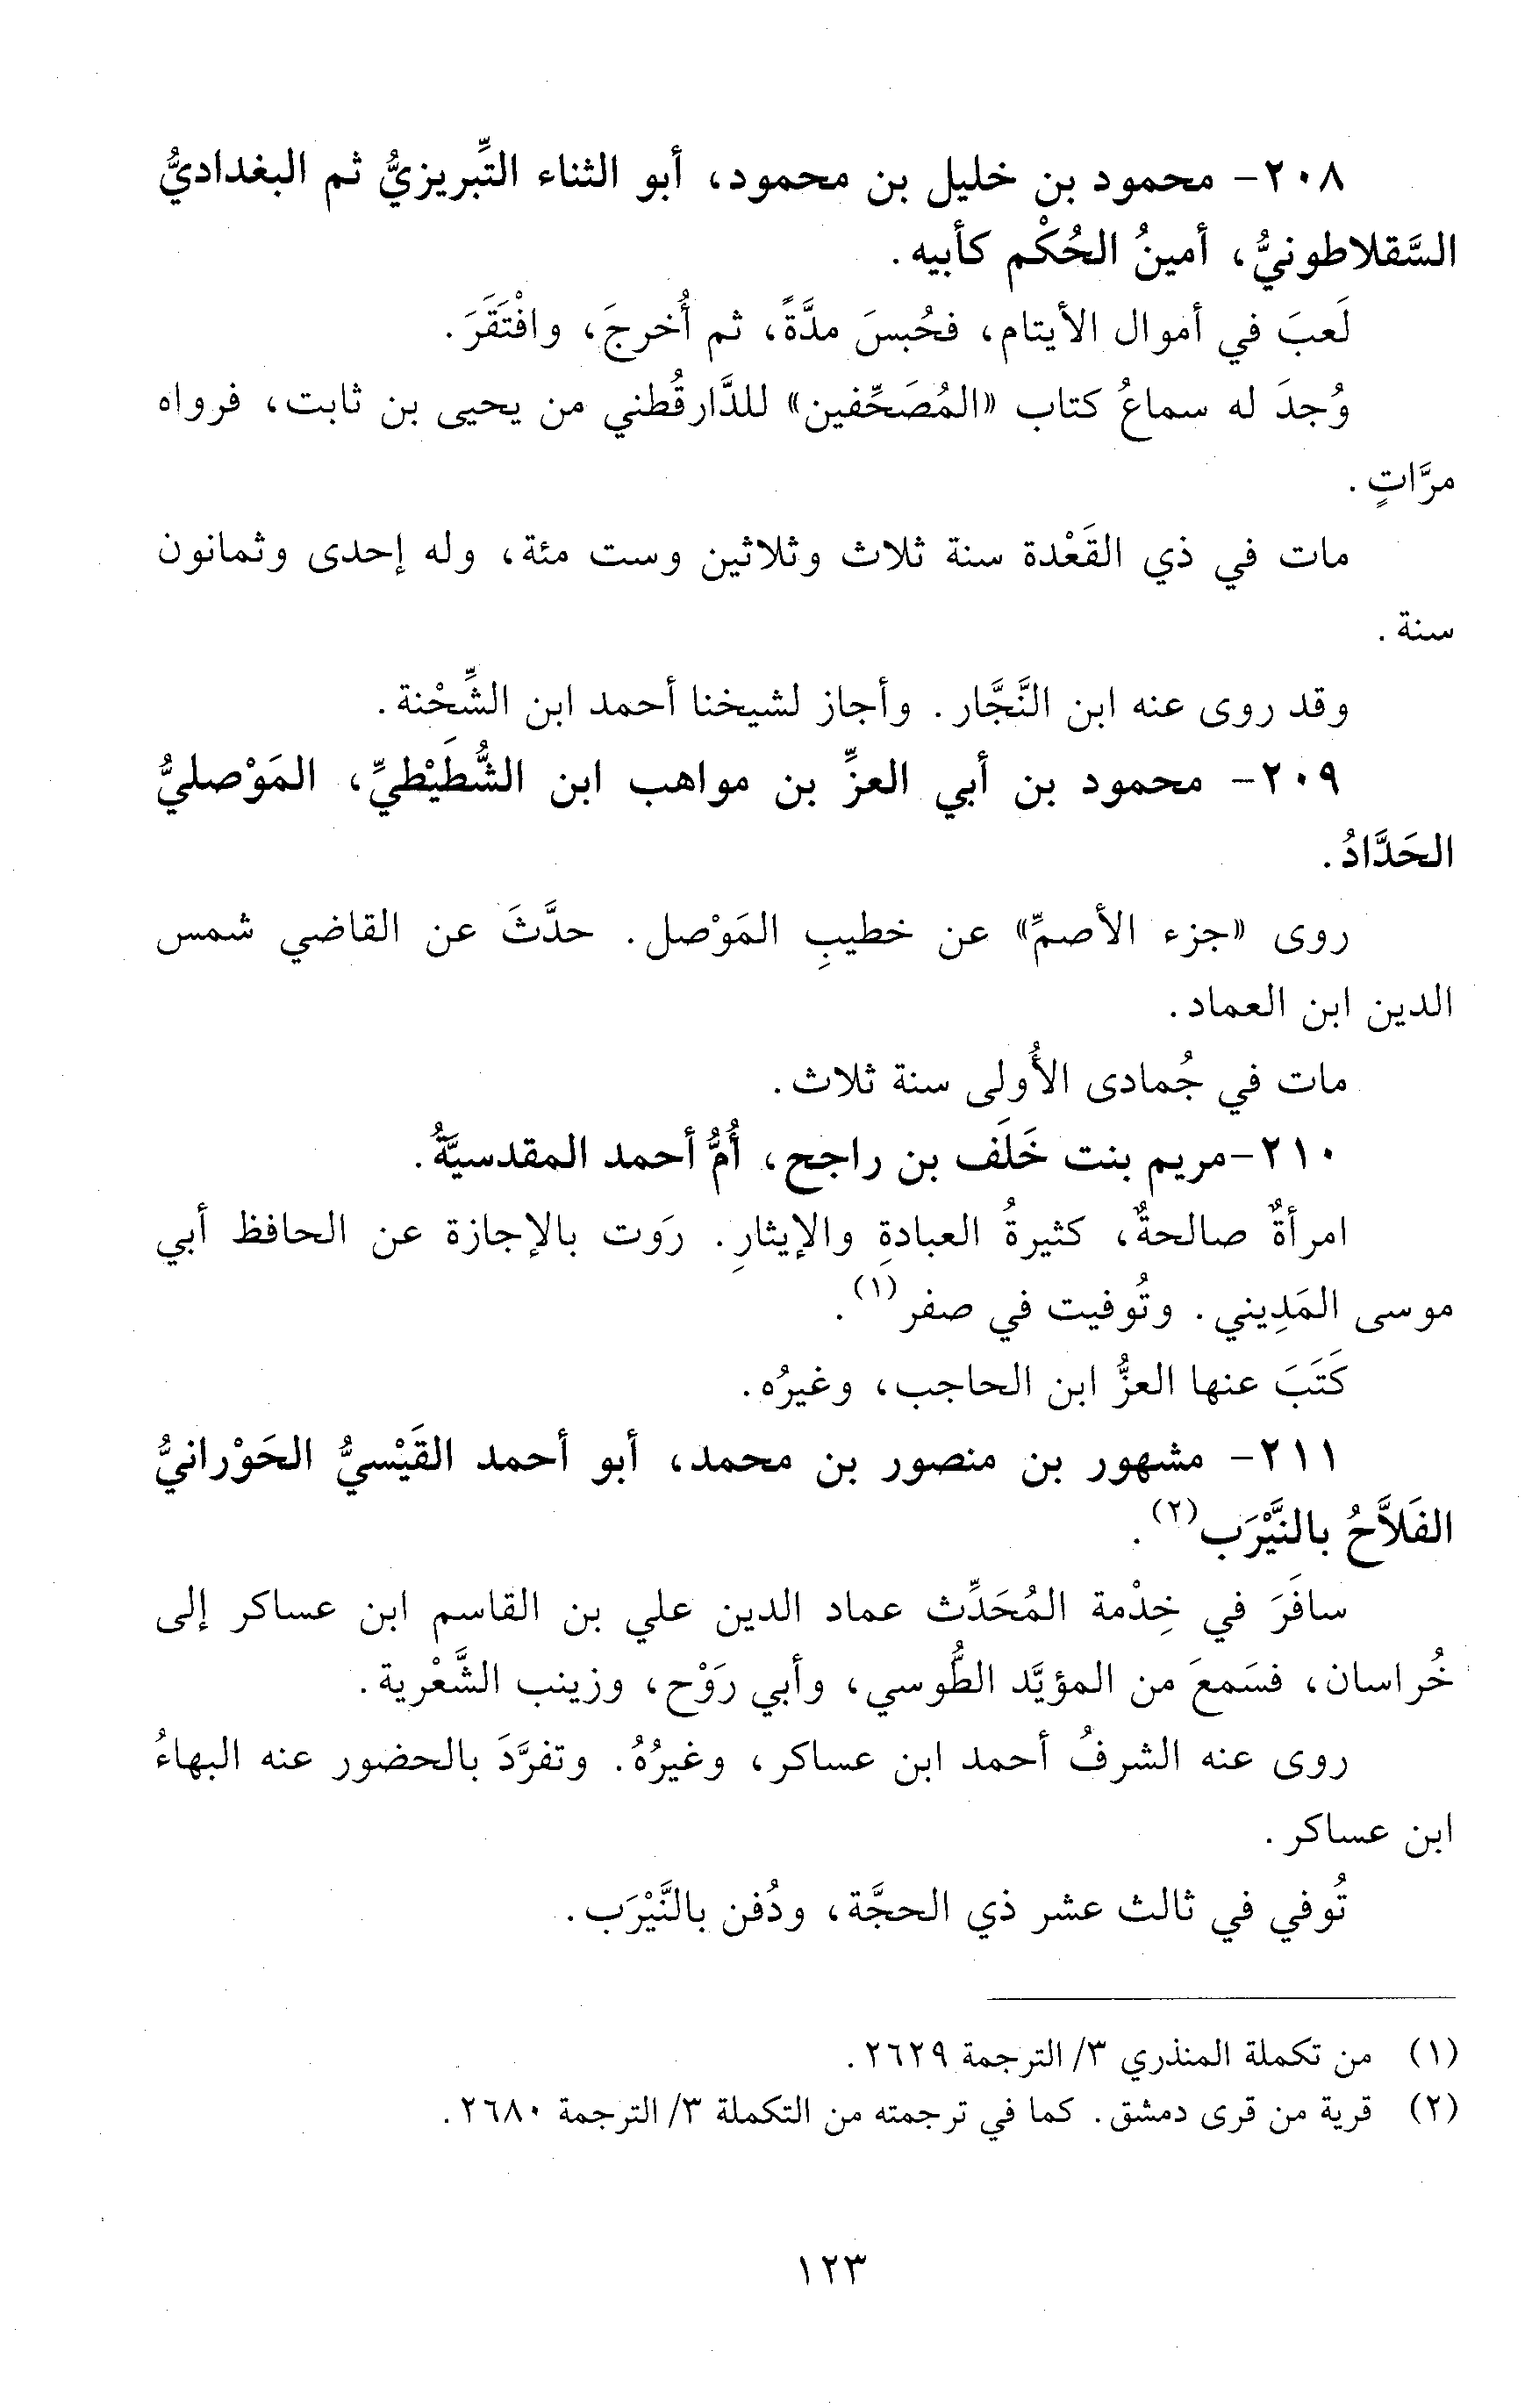 ٢٠٨- محمود بن خليل بن محمود، أبو الثناء التِّبريزيُّ ثم البغداديُّ
السَّقلاطونيُّ، أمينُ الحُكْم كأبيه.
لَعبَ في أموال الأيتام، فحُبسَ مدَّةً، ثم أُخرجَ، وافْتَقَرَ.
وُجدَ له سماعُ كتاب «المُصَحِّفين» للدَّارقُطني من يحيى بن ثابت، فرواه
مرَّاتٍ.
مات في ذي القَعْدة سنة ثلاث وثلاثين وست مئة، وله إحدى وثمانون
سنة.
وقد روى عنه ابن النَّجَّار. وأجاز لشيخنا أحمد ابن الشِّحْنة.
٢٠٩- محمود بن أبي العزِّ بن مواهب ابن الشُّطَيْطيِّ، المَوْصليُّ
الحَدَّادُ.
روى «جزء الأصمِّ» عن خطيبِ المَوْصل. حدَّثَ عن القاضي شمس
الدين ابن العماد.
مات في جُمادى الأُولى سنة ثلاث.
٢١٠-مريم بنت خَلَف بن راجح، أُمُّ أحمد المقدسيَّةُ.
امرأةٌ صالحةٌ، كثيرةُ العبادةِ والإيثارِ. رَوت بالإجازة عن الحافظ أبي
موسى المَدِيني. وتُوفيت في صفر(١).
كَتَبَ عنها العزُّ ابن الحاجب، وغيرُه.
٢١١- مشهور بن منصور بن محمد، أبو أحمد القَيْسيُّ الحَوْرانيُّ
الفَلاَّحُ بالنَّيْرَب(٢).
سافَرَ في خِدْمة المُحَدِّث عماد الدين علي بن القاسم ابن عساكر إلى
خُراسان، فسَمعَ من المؤيَّد الطُّوسي، وأبي رَوْح، وزينب الشَّعْرية.
روى عنه الشرفُ أحمد ابن عساكر، وغيرُهُ. وتفرَّدَ بالحضور عنه البهاءُ
ابن عساكر.
تُوفي في ثالث عشر ذي الحجَّة، ودُفن بالنَّيْرَب.
(١) من تكملة المنذري ٣/ الترجمة ٢٦٢٩.
(٢) قرية من قرى دمشق. كما في ترجمته من التكملة ٣/ الترجمة ٢٦٨٠.
١٢٣